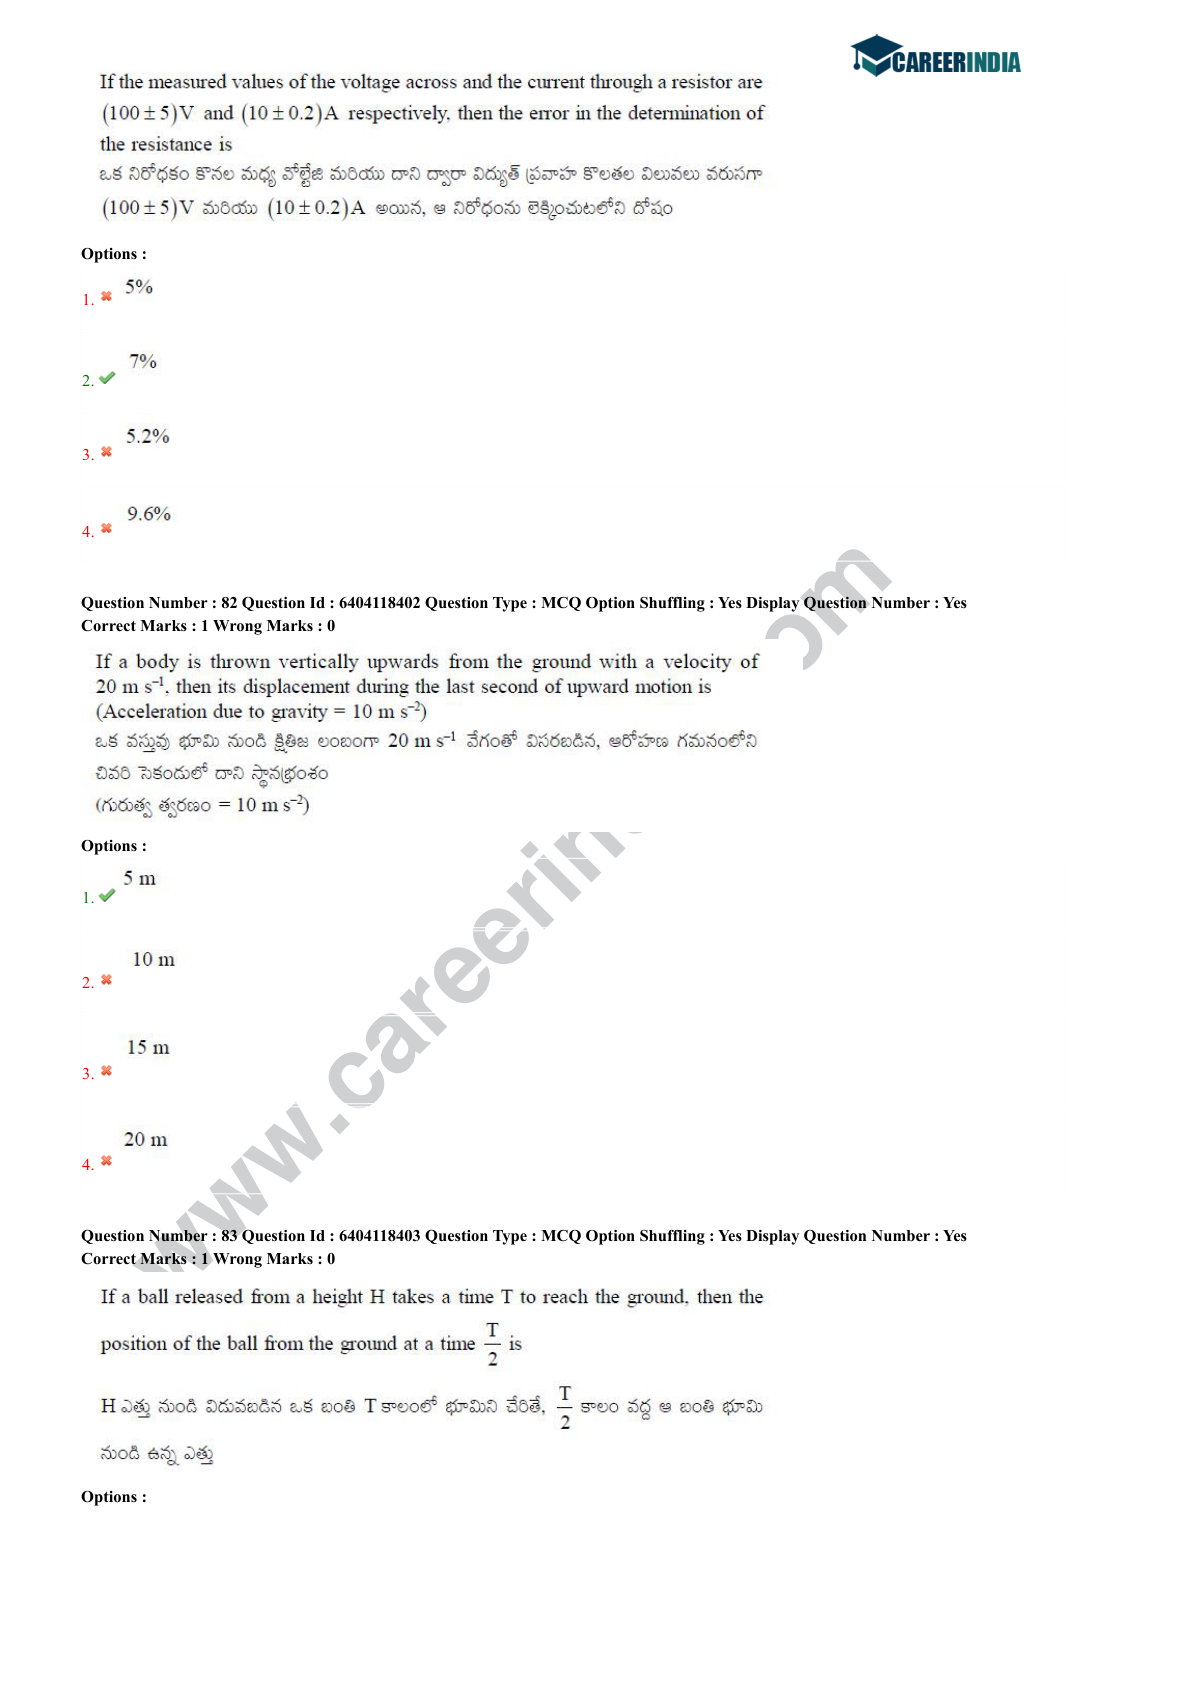 CAREERINDIA
If the measured values of the voltage across and the current through a resistor are
(100 ± 5) V and (10 ± 0.2) A respectively, then the error in the determination of
the resistance is
ఒక నిరోధకం కొనల మధ్య వోల్టేజి మరియు దాని ద్వారా విద్యుత్ ప్రవాహ కొలతల విలువలు వరుసగా
(100 ± 5) V మరియు (10 ± 0.2) A అయిన, ఆ నిరోధంను లెక్కించుటలోని దోషం
Options :
5%
1.
7%
2.
5.2%
3.
9.6%
4.
Question Number : 82 Question Id : 6404118402 Question Type : MCQ Option Shuffling : Yes Display Question Number : Yes
Correct Marks : 1 Wrong Marks : 0
If a body is thrown vertically upwards from the ground with a velocity of
20 m s⁻¹, then its displacement during the last second of upward motion is
(Acceleration due to gravity = 10 m s⁻²)
ఒక వస్తువు భూమి నుండి క్షితిజ లంబంగా 20 m s⁻¹ వేగంతో విసరబడిన, ఆరోహణ గమనంలోని
చివరి సెకండులో దాని స్థానభ్రంశం
(గురుత్వ త్వరణం = 10 m s⁻²)
Options :
5 m
1.
10 m
2.
15 m
3.
20 m
4.
Question Number : 83 Question Id : 6404118403 Question Type : MCQ Option Shuffling : Yes Display Question Number : Yes
Correct Marks : 1 Wrong Marks : 0
If a ball released from a height H takes a time T to reach the ground, then the
position of the ball from the ground at a time T/2 is
H ఎత్తు నుండి విడువబడిన ఒక బంతి T కాలంలో భూమిని చేరితే, T/2 కాలం వద్ద ఆ బంతి భూమి
నుండి ఉన్న ఎత్తు
Options :